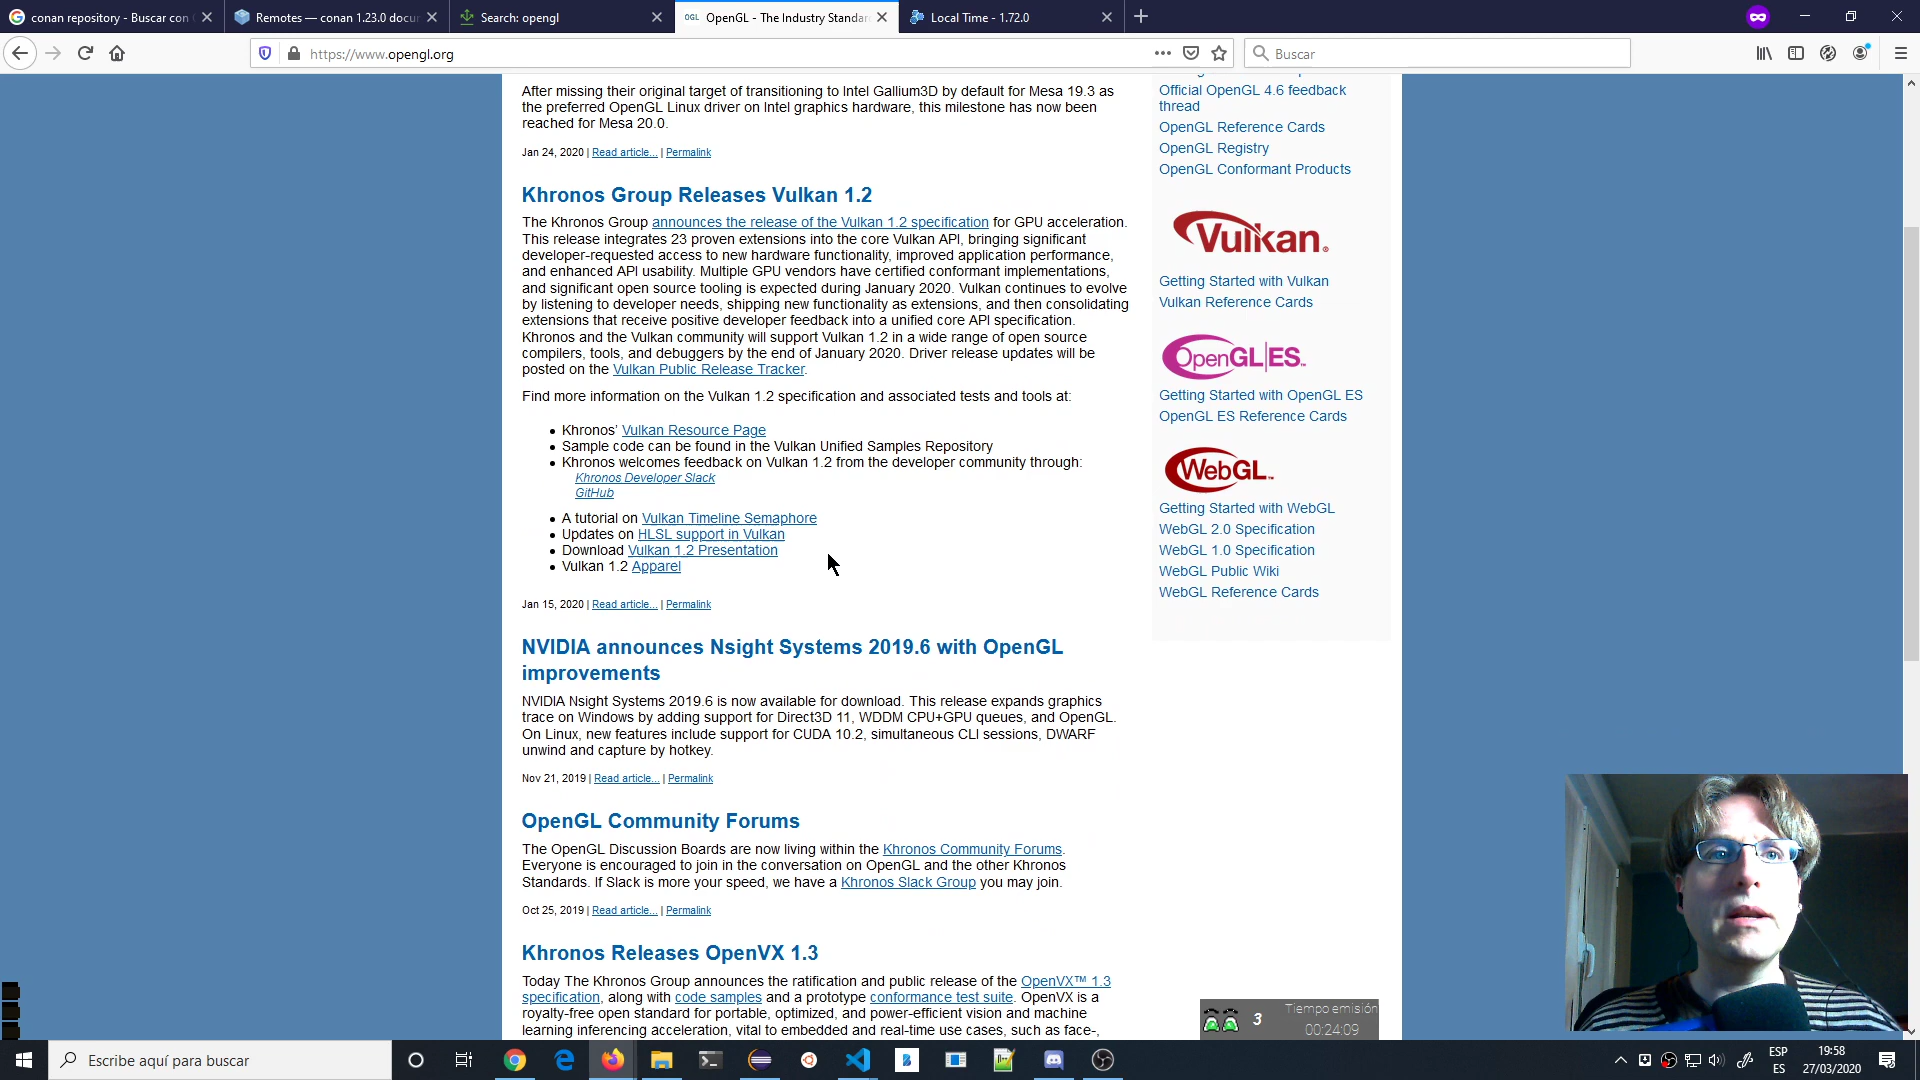 conan repository - Buscar con
Remotes — conan 1.23.0 docu
Search: opengl
OGL OpenGL - The Industry Standar
Local Time - 1.72.0
https://www.opengl.org
Buscar
After missing their original target of transitioning to Intel Gallium3D by default for Mesa 19.3 as
the preferred OpenGL Linux driver on Intel graphics hardware, this milestone has now been
reached for Mesa 20.0.
Jan 24, 2020 | Read article... | Permalink
Khronos Group Releases Vulkan 1.2
The Khronos Group announces the release of the Vulkan 1.2 specification for GPU acceleration.
This release integrates 23 proven extensions into the core Vulkan API, bringing significant
developer-requested access to new hardware functionality, improved application performance,
and enhanced API usability. Multiple GPU vendors have certified conformant implementations,
and significant open source tooling is expected during January 2020. Vulkan continues to evolve
by listening to developer needs, shipping new functionality as extensions, and then consolidating
extensions that receive positive developer feedback into a unified core API specification.
Khronos and the Vulkan community will support Vulkan 1.2 in a wide range of open source
compilers, tools, and debuggers by the end of January 2020. Driver release updates will be
posted on the Vulkan Public Release Tracker.
Find more information on the Vulkan 1.2 specification and associated tests and tools at:
• Khronos' Vulkan Resource Page
• Sample code can be found in the Vulkan Unified Samples Repository
• Khronos welcomes feedback on Vulkan 1.2 from the developer community through:
Khronos Developer Slack
GitHub
• A tutorial on Vulkan Timeline Semaphore
• Updates on HLSL support in Vulkan
• Download Vulkan 1.2 Presentation
• Vulkan 1.2 Apparel
Jan 15, 2020 | Read article... | Permalink
NVIDIA announces Nsight Systems 2019.6 with OpenGL
improvements
NVIDIA Nsight Systems 2019.6 is now available for download. This release expands graphics
trace on Windows by adding support for Direct3D 11, WDDM CPU+GPU queues, and OpenGL.
On Linux, new features include support for CUDA 10.2, simultaneous CLI sessions, DWARF
unwind and capture by hotkey.
Nov 21, 2019 | Read article... | Permalink
OpenGL Community Forums
The OpenGL Discussion Boards are now living within the Khronos Community Forums.
Everyone is encouraged to join in the conversation on OpenGL and the other Khronos
Standards. If Slack is more your speed, we have a Khronos Slack Group you may join.
Oct 25, 2019 | Read article... | Permalink
Khronos Releases OpenVX 1.3
Today The Khronos Group announces the ratification and public release of the OpenVX™ 1.3
specification, along with code samples and a prototype conformance test suite. OpenVX is a
royalty-free open standard for portable, optimized, and power-efficient vision and machine
learning inferencing acceleration, vital to embedded and real-time use cases, such as face-,
Official OpenGL 4.6 feedback
thread
OpenGL Reference Cards
OpenGL Registry
OpenGL Conformant Products
Vulkan.
Getting Started with Vulkan
Vulkan Reference Cards
OpenGL|ES™
Getting Started with OpenGL ES
OpenGL ES Reference Cards
WebGL™
Getting Started with WebGL
WebGL 2.0 Specification
WebGL 1.0 Specification
WebGL Public Wiki
WebGL Reference Cards
3
Tiempo emisión
00:24:09
Escribe aquí para buscar
ESP
ES
19:58
27/03/2020